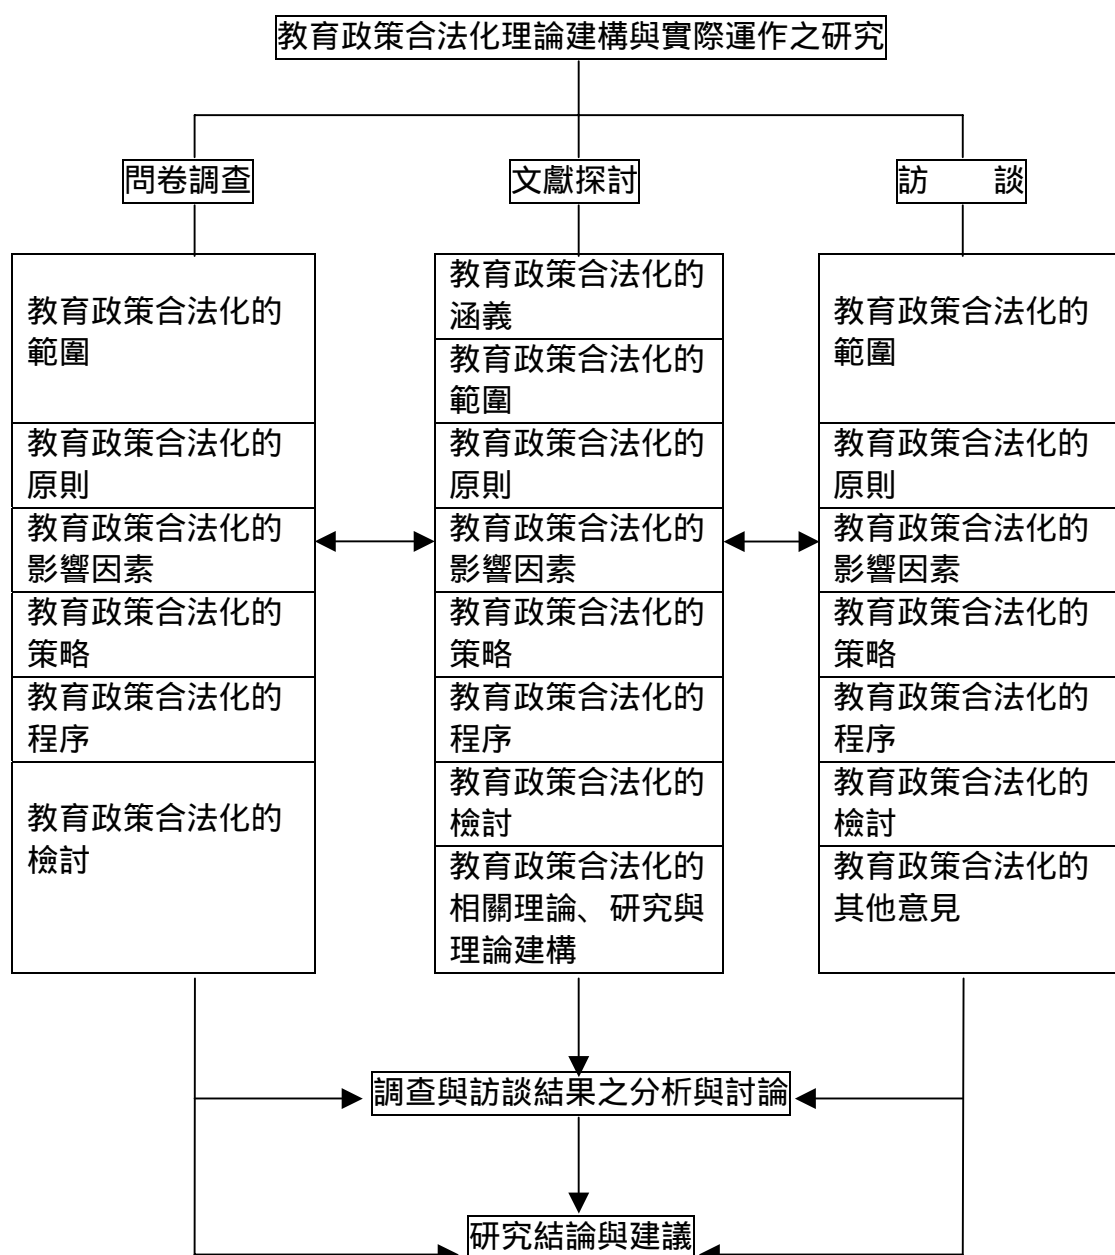 教育政策合法化理論建構與實際運作之研究
問卷調查
文獻探討
訪 談
教育政策合法化的
範圍
教育政策合法化的
原則
教育政策合法化的
影響因素
教育政策合法化的
策略
教育政策合法化的
程序
教育政策合法化的
檢討
教育政策合法化的
涵義
教育政策合法化的
範圍
教育政策合法化的
原則
教育政策合法化的
影響因素
教育政策合法化的
策略
教育政策合法化的
程序
教育政策合法化的
檢討
教育政策合法化的
相關理論、研究與
理論建構
教育政策合法化的
範圍
教育政策合法化的
原則
教育政策合法化的
影響因素
教育政策合法化的
策略
教育政策合法化的
程序
教育政策合法化的
檢討
教育政策合法化的
其他意見
調查與訪談結果之分析與討論
研究結論與建議